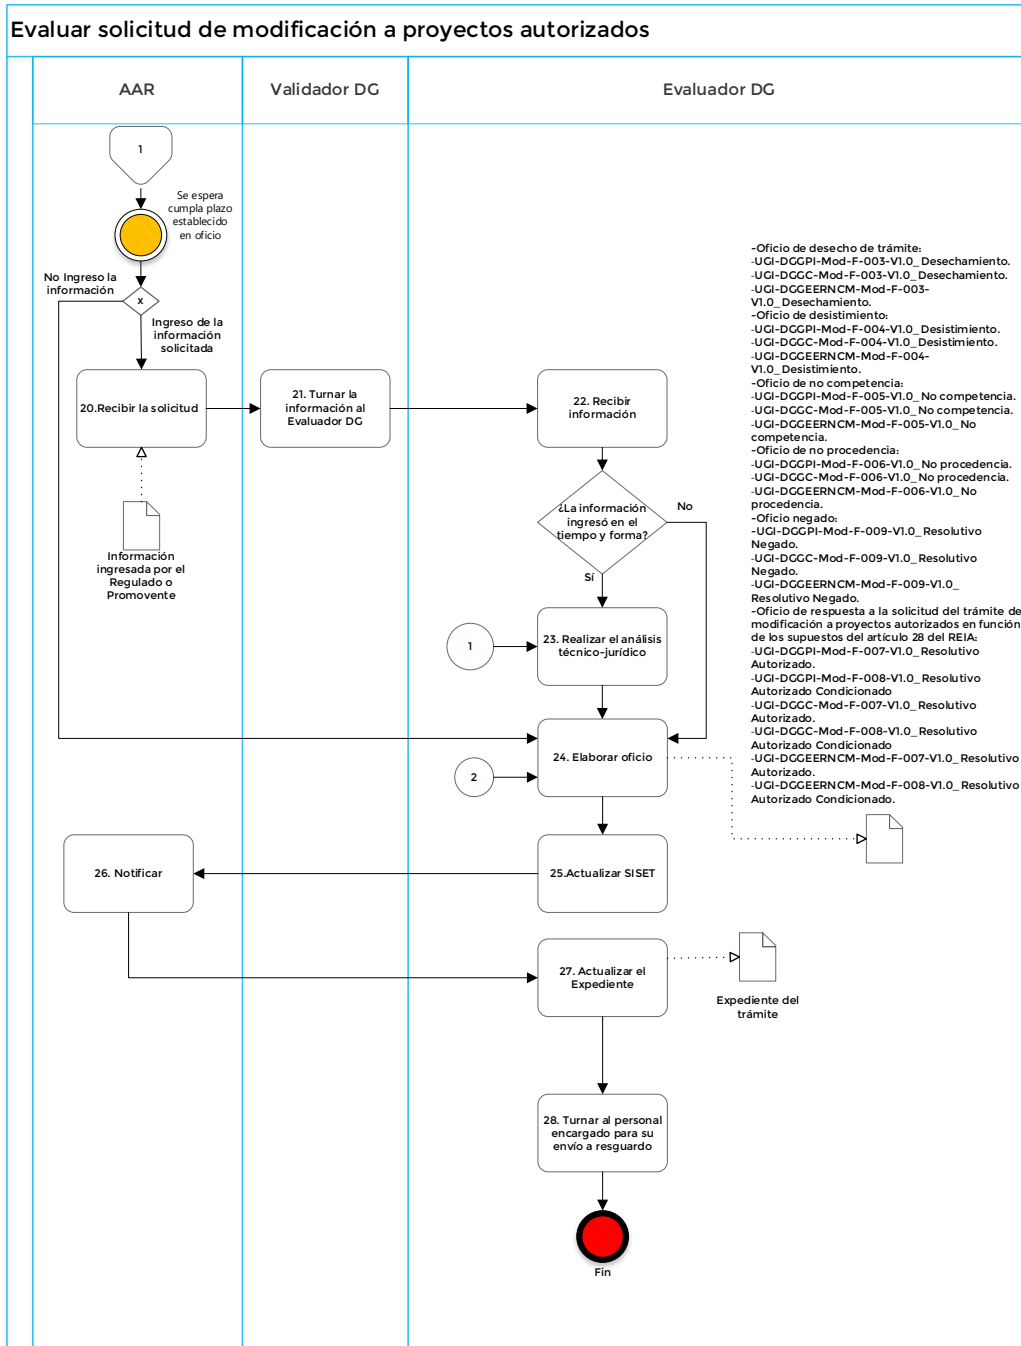 Evaluar solicitud de modificación a proyectos autorizados
AAR
Validador DG
Evaluador DG
1
Se espera
cumpla plazo
establecido
en oficio
No Ingreso la
información
x
Ingreso de la
información
solicitada
20.Recibir la solicitud
21. Turnar la
información al
Evaluador DG
22. Recibir
información
Información
ingresada por el
Regulado o
Promovente
¿La información
ingresó en el
tiempo y forma?
No
Sí
1
23. Realizar el análisis
técnico-jurídico
24. Elaborar oficio
2
-Oficio de desecho de trámite:
-UGI-DGGPI-Mod-F-003-V1.0_Desechamiento.
-UGI-DGGC-Mod-F-003-V1.0_Desechamiento.
-UGI-DGGEERNCM-Mod-F-003-
V1.0_Desechamiento.
-Oficio de desistimiento:
-UGI-DGGPI-Mod-F-004-V1.0_Desistimiento.
-UGI-DGGC-Mod-F-004-V1.0_Desistimiento.
-UGI-DGGEERNCM-Mod-F-004-
V1.0_Desistimiento.
-Oficio de no competencia:
-UGI-DGGPI-Mod-F-005-V1.0_No competencia.
-UGI-DGGC-Mod-F-005-V1.0_No competencia.
-UGI-DGGEERNCM-Mod-F-005-V1.0_No
competencia.
-Oficio de no procedencia:
-UGI-DGGPI-Mod-F-006-V1.0_No procedencia.
-UGI-DGGC-Mod-F-006-V1.0_No procedencia.
-UGI-DGGEERNCM-Mod-F-006-V1.0_No
procedencia.
-Oficio negado:
-UGI-DGGPI-Mod-F-009-V1.0_Resolutivo
Negado.
-UGI-DGGC-Mod-F-009-V1.0_Resolutivo
Negado.
-UGI-DGGEERNCM-Mod-F-009-V1.0_
Resolutivo Negado.
-Oficio de respuesta a la solicitud del trámite de
modificación a proyectos autorizados en función
de los supuestos del artículo 28 del REIA:
-UGI-DGGPI-Mod-F-007-V1.0_Resolutivo
Autorizado.
-UGI-DGGPI-Mod-F-008-V1.0_Resolutivo
Autorizado Condicionado
-UGI-DGGC-Mod-F-007-V1.0_Resolutivo
Autorizado.
-UGI-DGGC-Mod-F-008-V1.0_Resolutivo
Autorizado Condicionado
-UGI-DGGEERNCM-Mod-F-007-V1.0_Resolutivo
Autorizado.
-UGI-DGGEERNCM-Mod-F-008-V1.0_Resolutivo
Autorizado Condicionado.
26. Notificar
25.Actualizar SISET
27. Actualizar el
Expediente
Expediente del
trámite
28. Turnar al personal
encargado para su
envío a resguardo
Fin